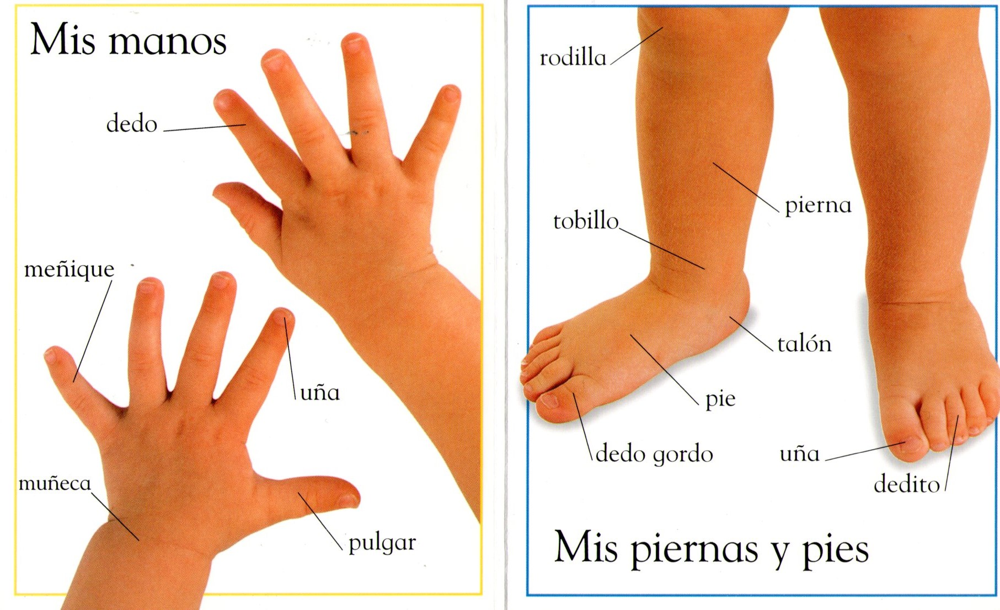 Mis manos
dedo
meñique
uña
muñeca
pulgar
rodilla
pierna
tobillo
talón
pie
dedo gordo
uña
dedito
Mis piernas y pies